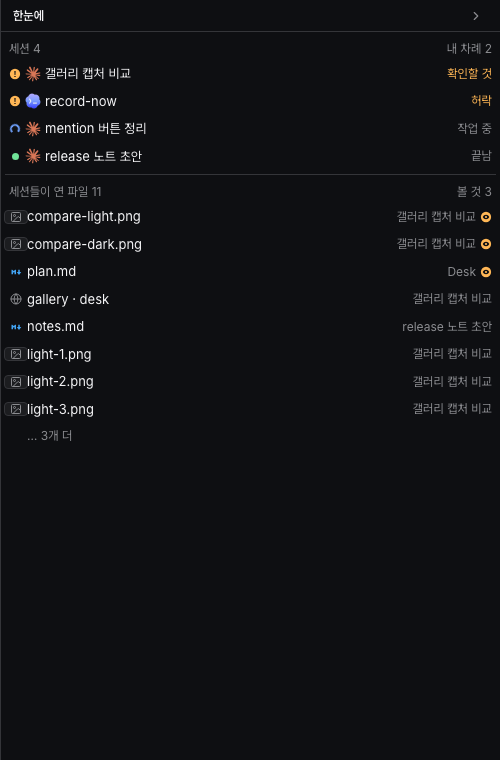 한눈에
세션 4 내 차례 2
갤러리 캡처 비교 확인할 것
record-now 허락
mention 버튼 정리 작업 중
release 노트 초안 끝남
세션들이 연 파일 11 볼 것 3
compare-light.png 갤러리 캡처 비교
compare-dark.png 갤러리 캡처 비교
plan.md Desk
gallery · desk 갤러리 캡처 비교
notes.md release 노트 초안
light-1.png 갤러리 캡처 비교
light-2.png 갤러리 캡처 비교
light-3.png 갤러리 캡처 비교
... 3개 더